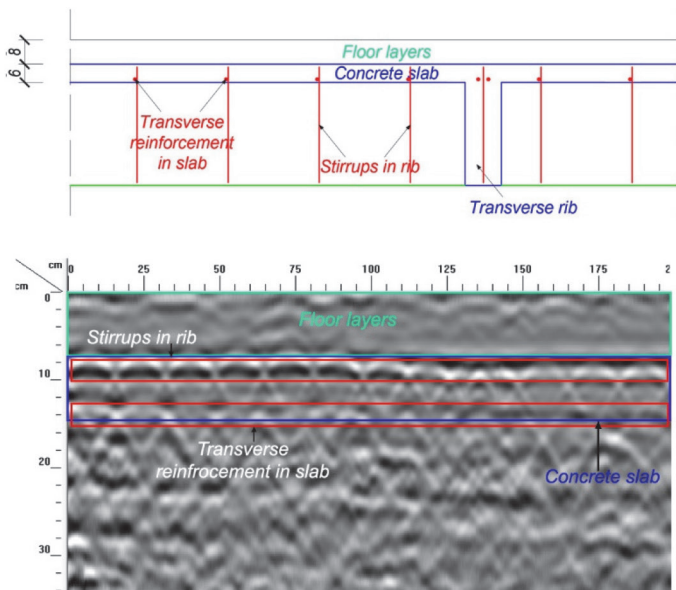 8
6
Floor layers
Concrete slab
Transverse
reinforcement
in slab
Stirrups in rib
Transverse rib
cm
cm
0 25 50 75 100 125 150 175 2
0
10
20
30
Floor layers
Stirrups in rib
Transverse
reinfrocement in slab
Concrete slab